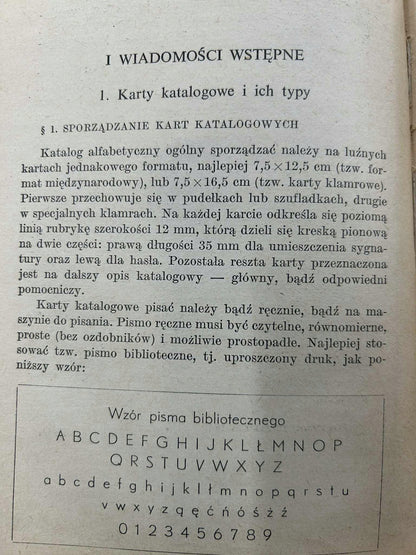 I WIADOMOŚCI WSTĘPNE
1. Karty katalogowe i ich typy
§ 1. SPORZĄDZANIE KART KATALOGOWYCH
Katalog alfabetyczny ogólny sporządzać należy na luźnych
kartach jednakowego formatu, najlepiej 7,5×12,5 cm (tzw. for-
mat międzynarodowy), lub 7,5×16,5 cm (tzw. karty klamrowe).
Pierwsze przechowuje się w pudełkach lub szufladkach, drugie
w specjalnych klamrach. Na każdej karcie odkreśla się poziomą
linią rubrykę szerokości 12 mm, którą dzieli się kreską pionową
na dwie części: prawą długości 35 mm dla umieszczenia sygna-
tury oraz lewą dla hasła. Pozostała reszta karty przeznaczona
jest na dalszy opis katalogowy — główny, bądź odpowiedni
pomocniczy.
Karty katalogowe pisać należy bądź ręcznie, bądź na ma-
szynie do pisania. Pismo ręczne musi być czytelne, równomierne,
proste (bez ozdobników) i możliwie prostopadłe. Najlepiej sto-
sować tzw. pismo biblioteczne, tj. uproszczony druk, jak po-
niższy wzór:
Wzór pisma bibliotecznego
A B C D E F G H I J K L Ł M N O P
Q R S T U V W X Y Z
a b c d e f g h i j k l ł m n o p q r s t u
v w x y z ą ę ć ń ó ś ż ź
0 1 2 3 4 5 6 7 8 9